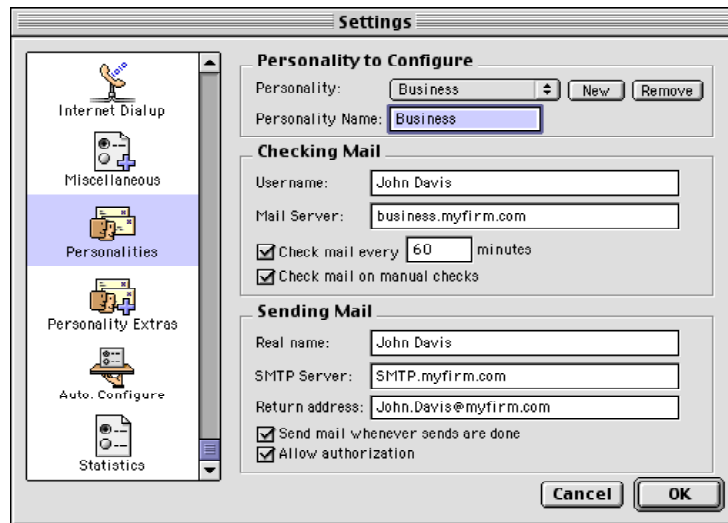 Settings
Internet Dialup
Miscellaneous
Personalities
Personality Extras
Auto. Configure
Statistics
Personality to Configure
Personality: Business New Remove
Personality Name: Business
Checking Mail
Username: John Davis
Mail Server: business.myfirm.com
Check mail every 60 minutes
Check mail on manual checks
Sending Mail
Real name: John Davis
SMTP Server: SMTP.myfirm.com
Return address: John.Davis@myfirm.com
Send mail whenever sends are done
Allow authorization
Cancel OK